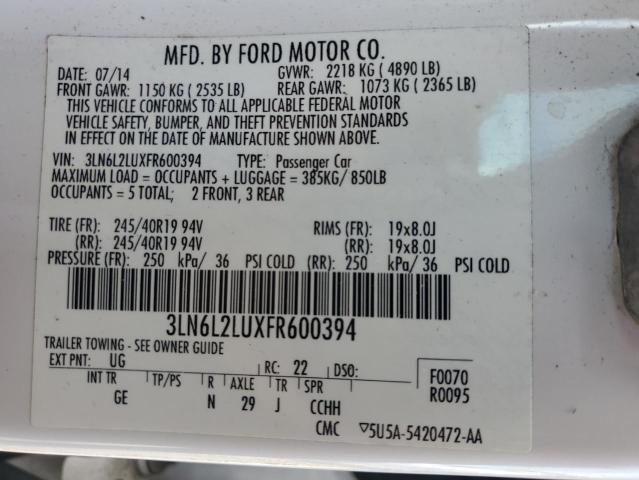 MFD. BY FORD MOTOR CO.
DATE: 07/14 GVWR: 2218 KG ( 4890 LB)
FRONT GAWR: 1150 KG ( 2535 LB) REAR GAWR: 1073 KG ( 2365 LB)
THIS VEHICLE CONFORMS TO ALL APPLICABLE FEDERAL MOTOR
VEHICLE SAFETY, BUMPER, AND THEFT PREVENTION STANDARDS
IN EFFECT ON THE DATE OF MANUFACTURE SHOWN ABOVE.
VIN: 3LN6L2LUXFR600394 TYPE: Passenger Car
MAXIMUM LOAD = OCCUPANTS + LUGGAGE = 385KG/ 850LB
OCCUPANTS = 5 TOTAL; 2 FRONT, 3 REAR
TIRE (FR): 245/40R19 94V RIMS (FR): 19x8.0J
(RR): 245/40R19 94V (RR): 19x8.0J
PRESSURE (FR): 250 kPa/ 36 PSI COLD (RR): 250 kPa/ 36 PSI COLD
3LN6L2LUXFR600394
TRAILER TOWING - SEE OWNER GUIDE
EXT PNT: UG RC: 22 DSO: F0070
INT TR TP/PS R AXLE TR SPR R0095
GE N 29 J CCHH
CMC ▽5U5A-5420472-AA